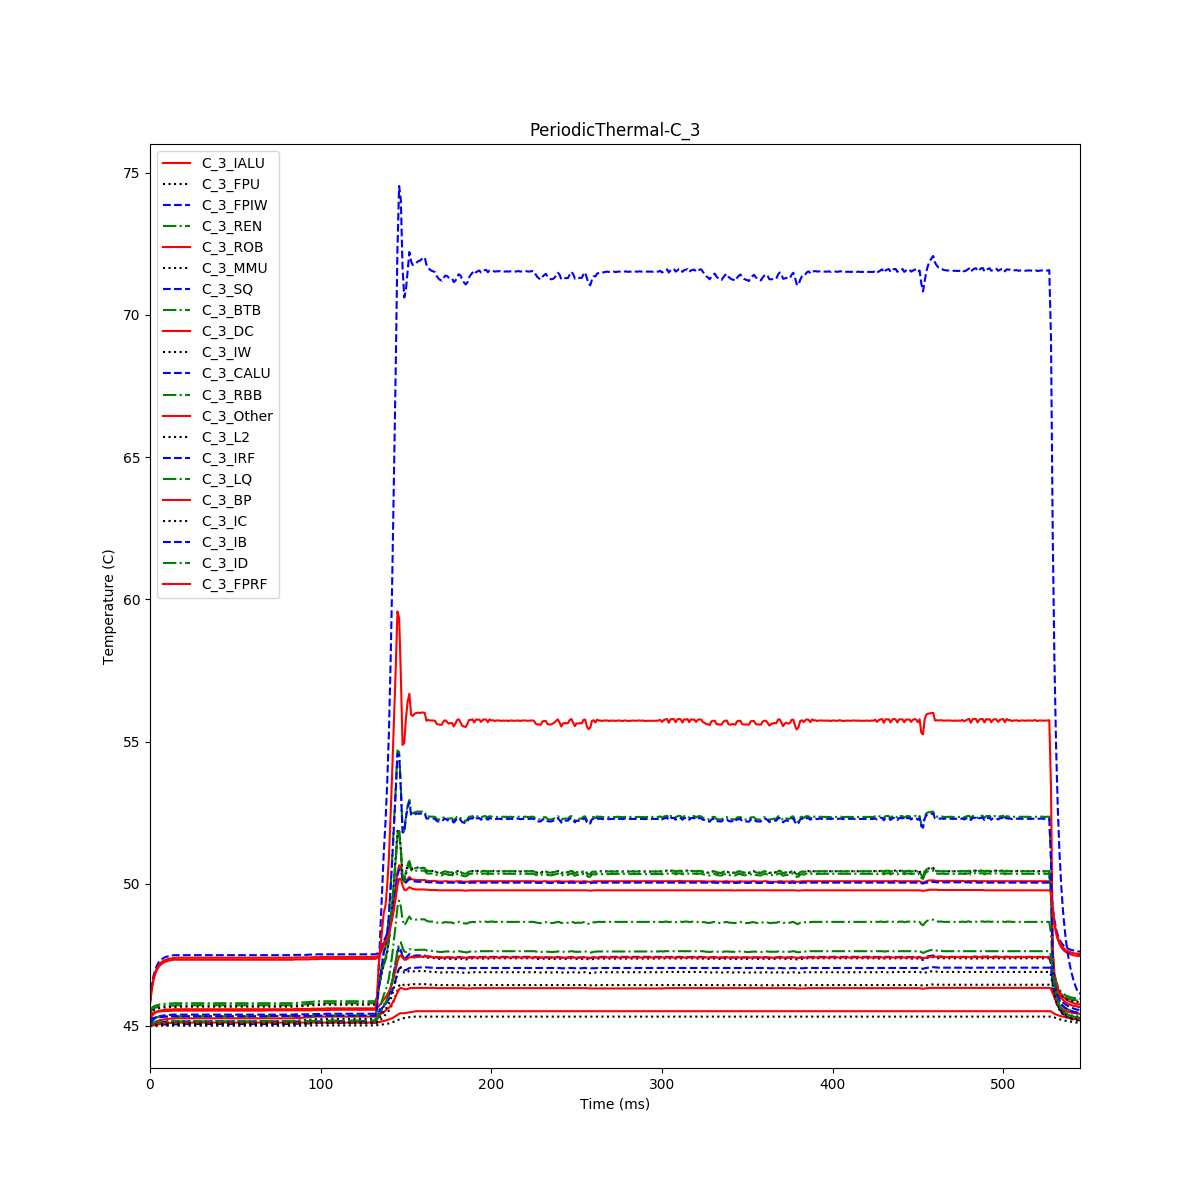 PeriodicThermal-C_3
75
70
65
60
55
50
45
Temperature (C)
C_3_IALU
C_3_FPU
C_3_FPIW
C_3_REN
C_3_ROB
C_3_MMU
C_3_SQ
C_3_BTB
C_3_DC
C_3_IW
C_3_CALU
C_3_RBB
C_3_Other
C_3_L2
C_3_IRF
C_3_LQ
C_3_BP
C_3_IC
C_3_IB
C_3_ID
C_3_FPRF
0 100 200 300 400 500
Time (ms)